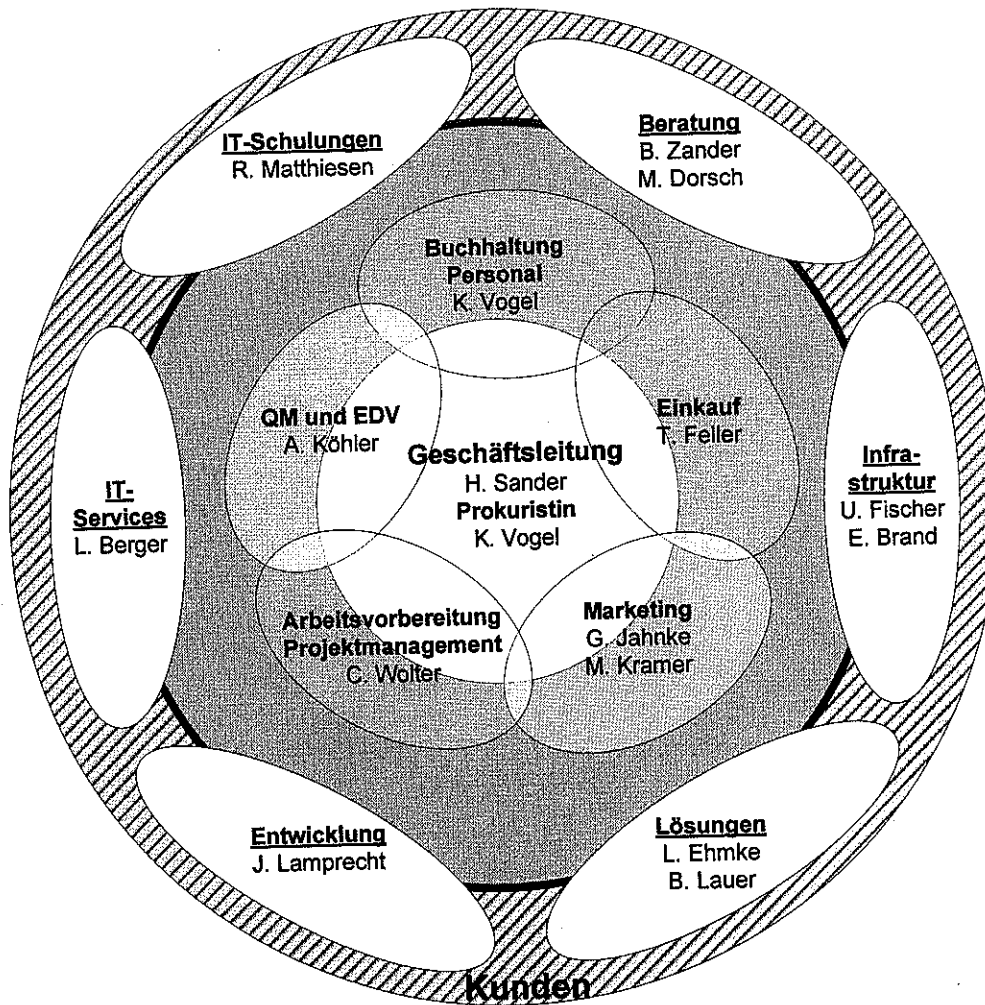 IT-Schulungen
R. Matthiesen
Beratung
B. Zander
M. Dorsch
Buchhaltung
Personal
K. Vogel
QM und EDV
A. Köhler
Einkauf
T. Feller
Geschäftsleitung
H. Sander
Prokuristin
K. Vogel
IT-
Services
L. Berger
Infra-
struktur
U. Fischer
E. Brand
Arbeitsvorbereitung
Projektmanagement
C. Wolter
Marketing
G. Jahnke
M. Kramer
Entwicklung
J. Lamprecht
Lösungen
L. Ehmke
B. Lauer
Kunden